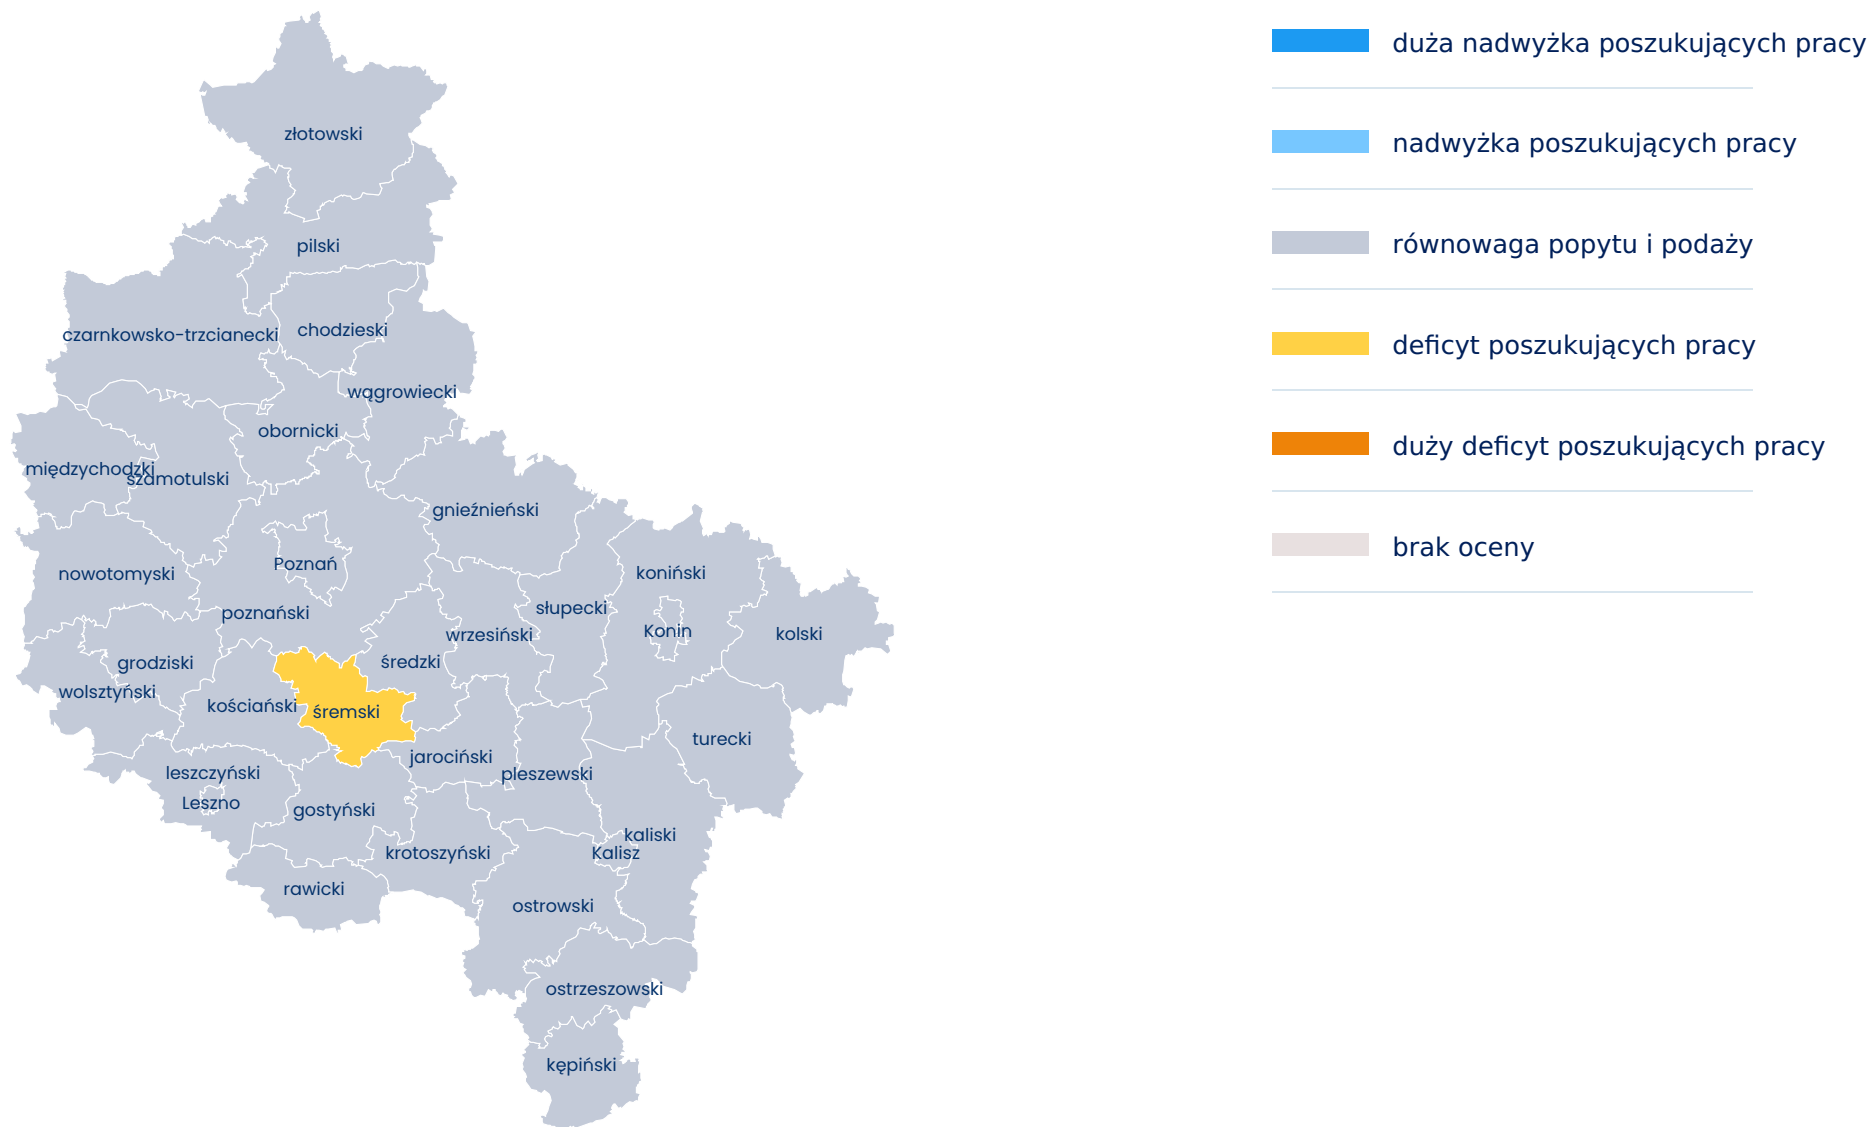 złotowski
pilski
czarnkowsko-trzcianecki
chodzieski
wągrowiecki
obornicki
międzychodzki
szamotulski
gnieźnieński
Poznań
nowotomyski
koniński
słupecki
poznański
Konin
wrzesiński
kolski
grodziski
średzki
wolsztyński
kościański
śremski
turecki
jarociński
leszczyński
pleszewski
Leszno
gostyński
kaliski
krotoszyński
Kalisz
rawicki
ostrowski
ostrzeszowski
kępiński
duża nadwyżka poszukujących pracy
nadwyżka poszukujących pracy
równowaga popytu i podaży
deficyt poszukujących pracy
duży deficyt poszukujących pracy
brak oceny